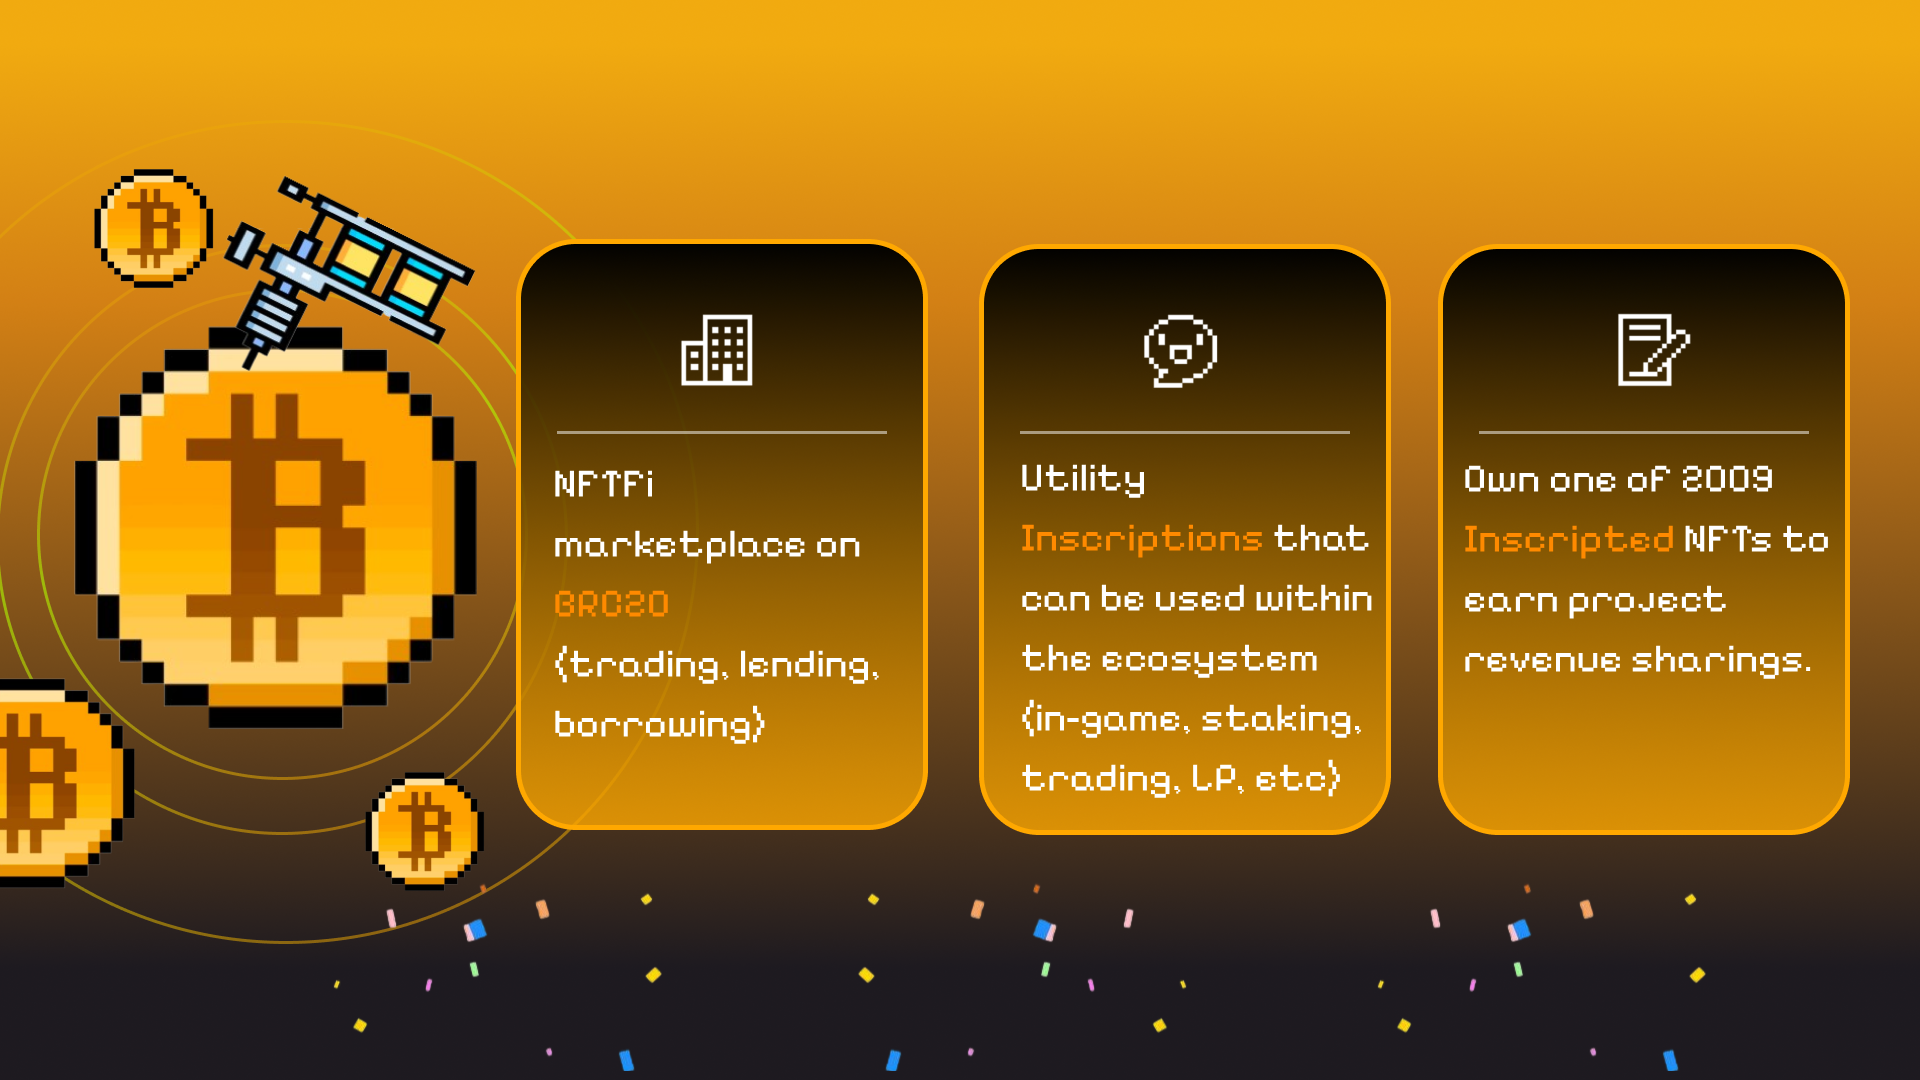 NFTFi
marketplace on
BRC20
(trading, lending,
borrowing)
Utility
Inscriptions that
can be used within
the ecosystem
(in-game, staking,
trading, LP, etc)
Own one of 2009
Inscripted NFTs to
earn project
revenue sharings.